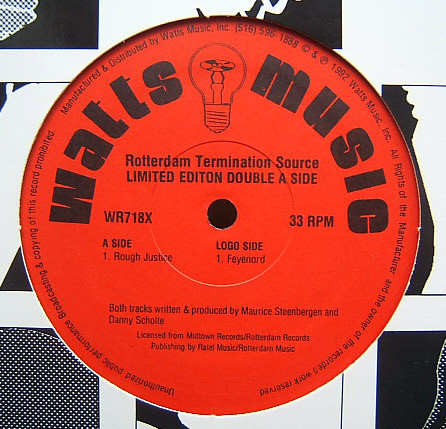 Manufactured & Distributed by Watts Music, Inc. (516) 596-1888 © & ℗ 1992 Watts Music, Inc. All Rights of the Manufacturer and the owner of the recorded work reserved
Unauthorized public performance Broadcasting & copying of this record prohibited
watts music
Rotterdam Termination Source
LIMITED EDITON DOUBLE A SIDE
WR718X
33 RPM
A SIDE
1. Rough Justice
LOGO SIDE
1. Feyenord
Both tracks written & produced by Maurice Steenbergen and
Danny Scholte
Licensed from Midtown Records/Rotterdam Records
Publishing by Ratel Music/Rotterdam Music